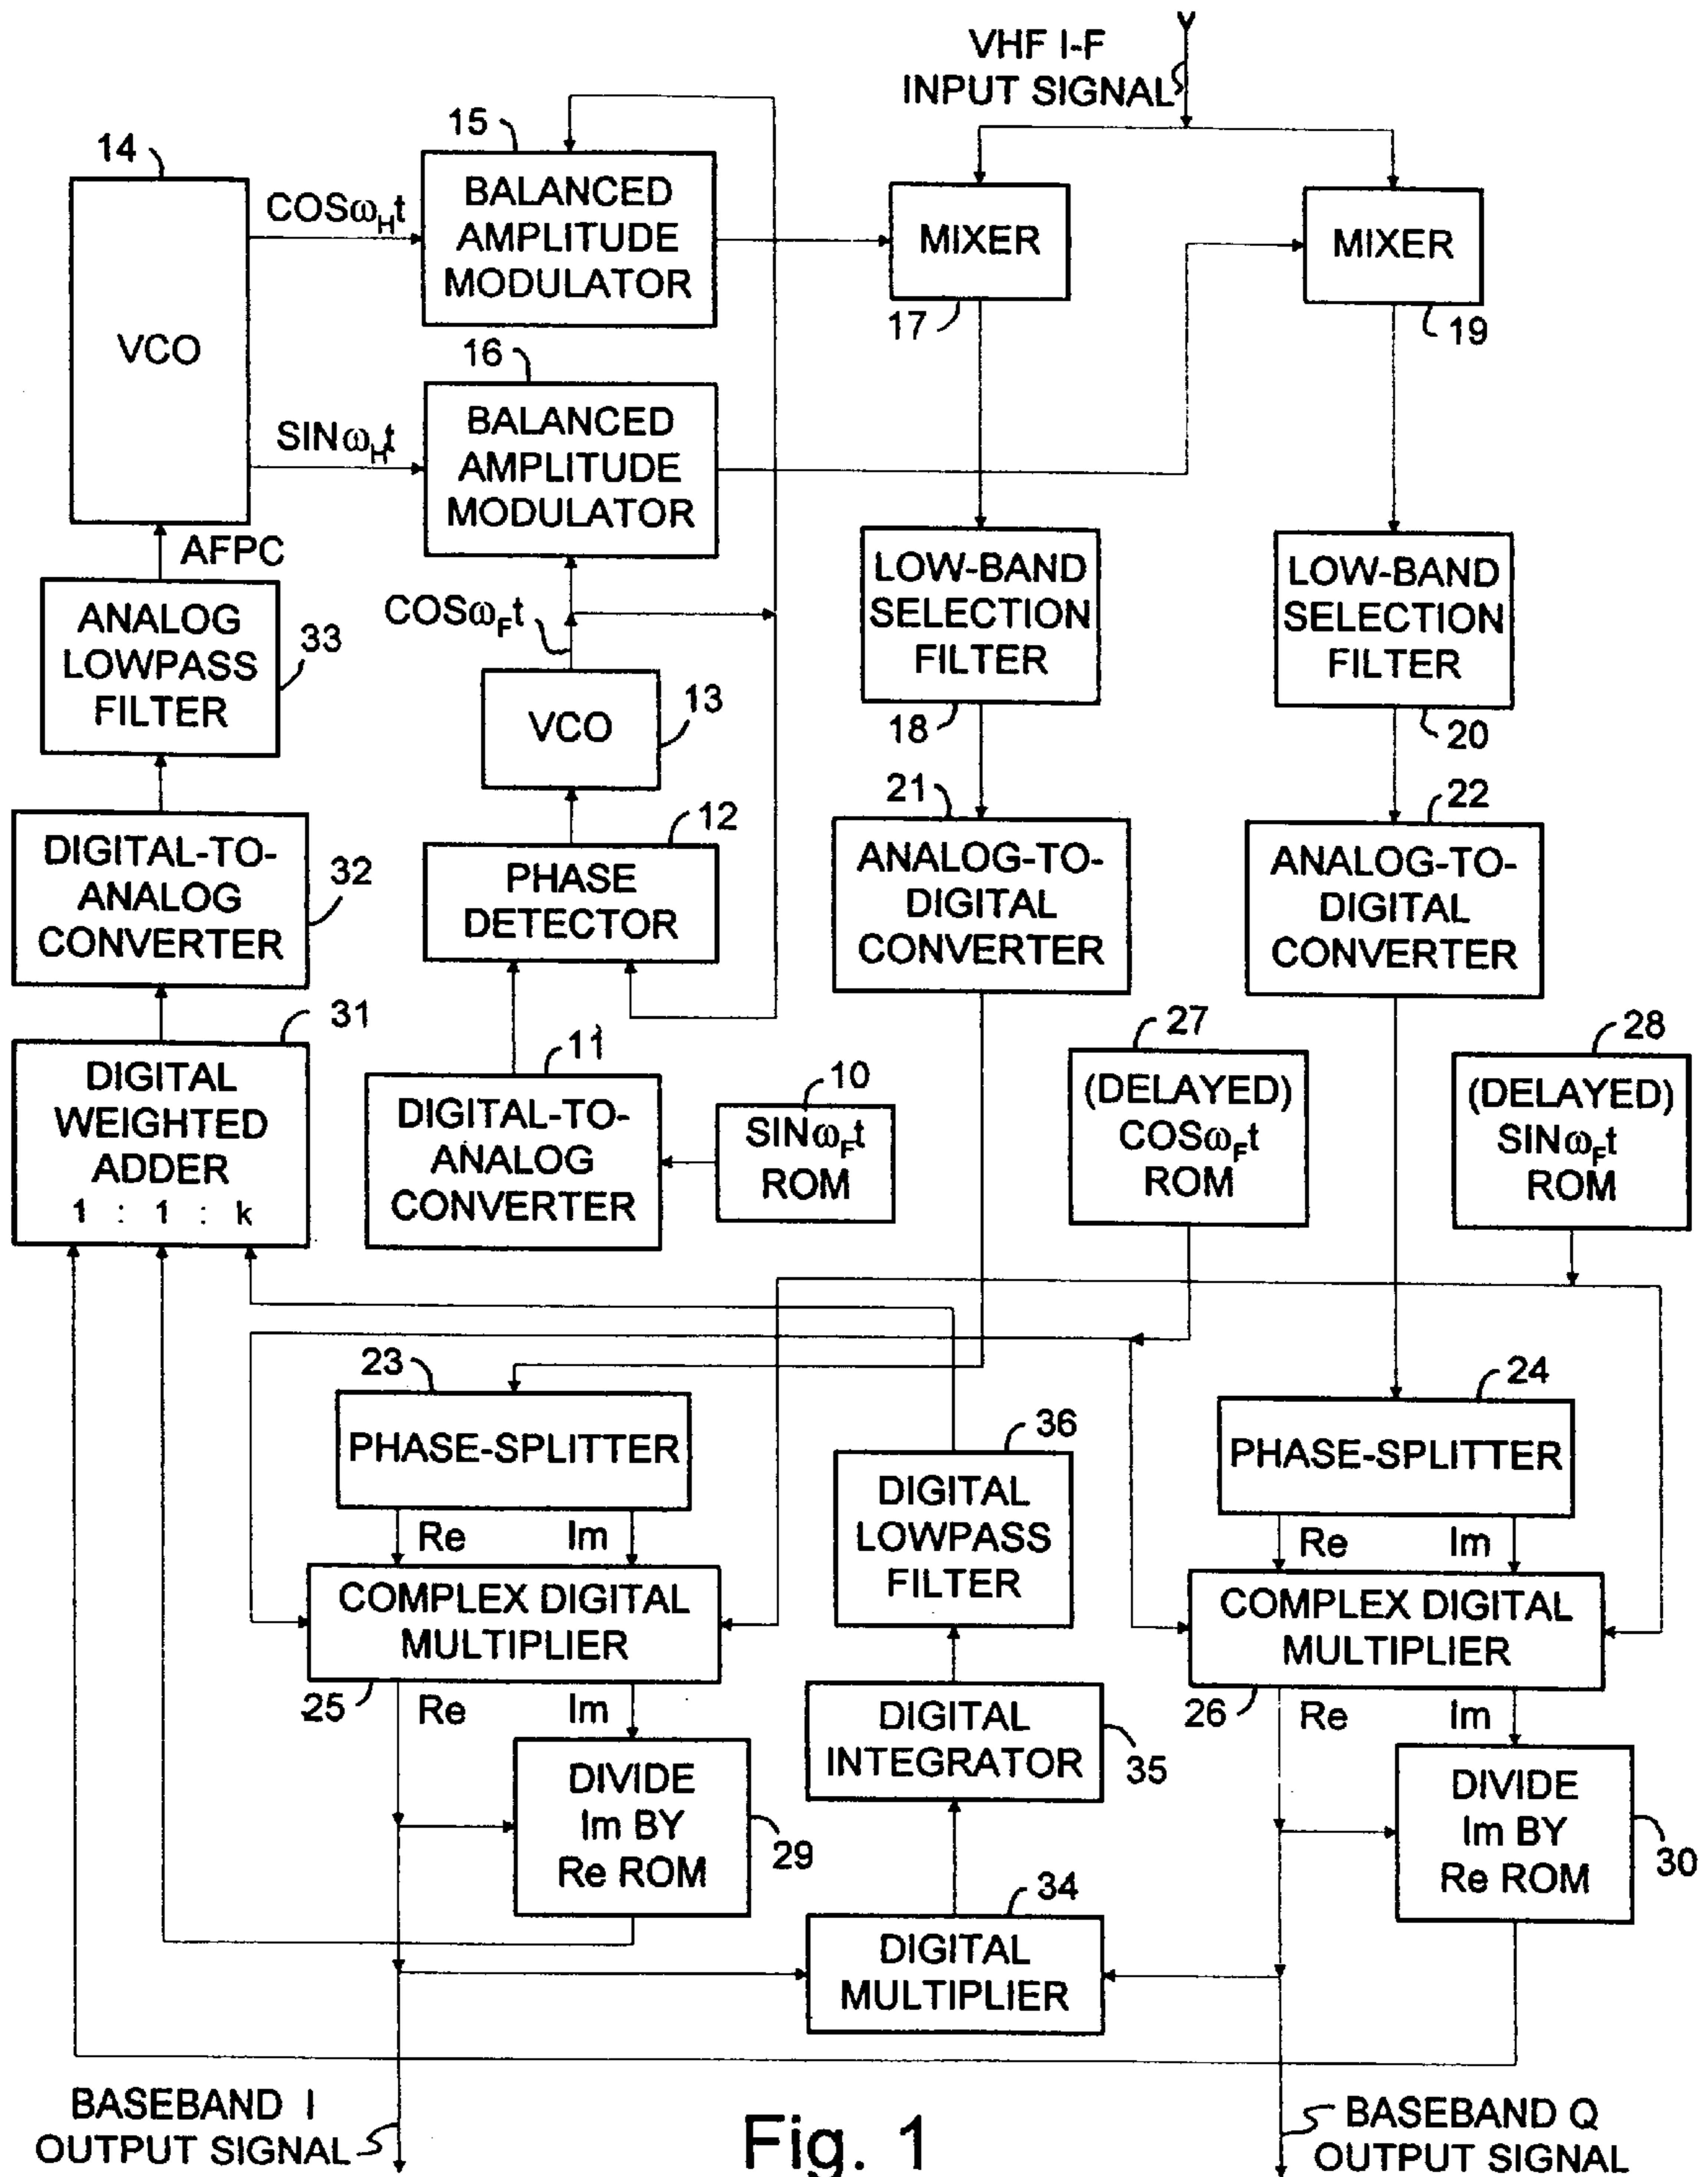 VHF I-F
INPUT SIGNAL
15
14
BALANCED
AMPLITUDE
MODULATOR
COSωHt
MIXER
17
MIXER
19
VCO
16
BALANCED
AMPLITUDE
MODULATOR
SINωHt
AFPC
ANALOG
LOWPASS
FILTER
33
COSωFt
LOW-BAND
SELECTION
FILTER
18
LOW-BAND
SELECTION
FILTER
20
VCO
13
12
21
22
DIGITAL-TO-
ANALOG
CONVERTER
32
PHASE
DETECTOR
ANALOG-TO-
DIGITAL
CONVERTER
ANALOG-TO-
DIGITAL
CONVERTER
31
DIGITAL
WEIGHTED
ADDER
1 : 1 : k
11
DIGITAL-TO-
ANALOG
CONVERTER
10
SINωFt
ROM
27
(DELAYED)
COSωFt
ROM
28
(DELAYED)
SINωFt
ROM
23
PHASE-SPLITTER
Re Im
36
DIGITAL
LOWPASS
FILTER
24
PHASE-SPLITTER
Re Im
COMPLEX DIGITAL
MULTIPLIER
25
Re Im
COMPLEX DIGITAL
MULTIPLIER
26
Re Im
DIGITAL
INTEGRATOR
35
DIVIDE
Im BY
Re ROM
29
DIVIDE
Im BY
Re ROM
30
34
DIGITAL
MULTIPLIER
BASEBAND I
OUTPUT SIGNAL
Fig. 1
BASEBAND Q
OUTPUT SIGNAL